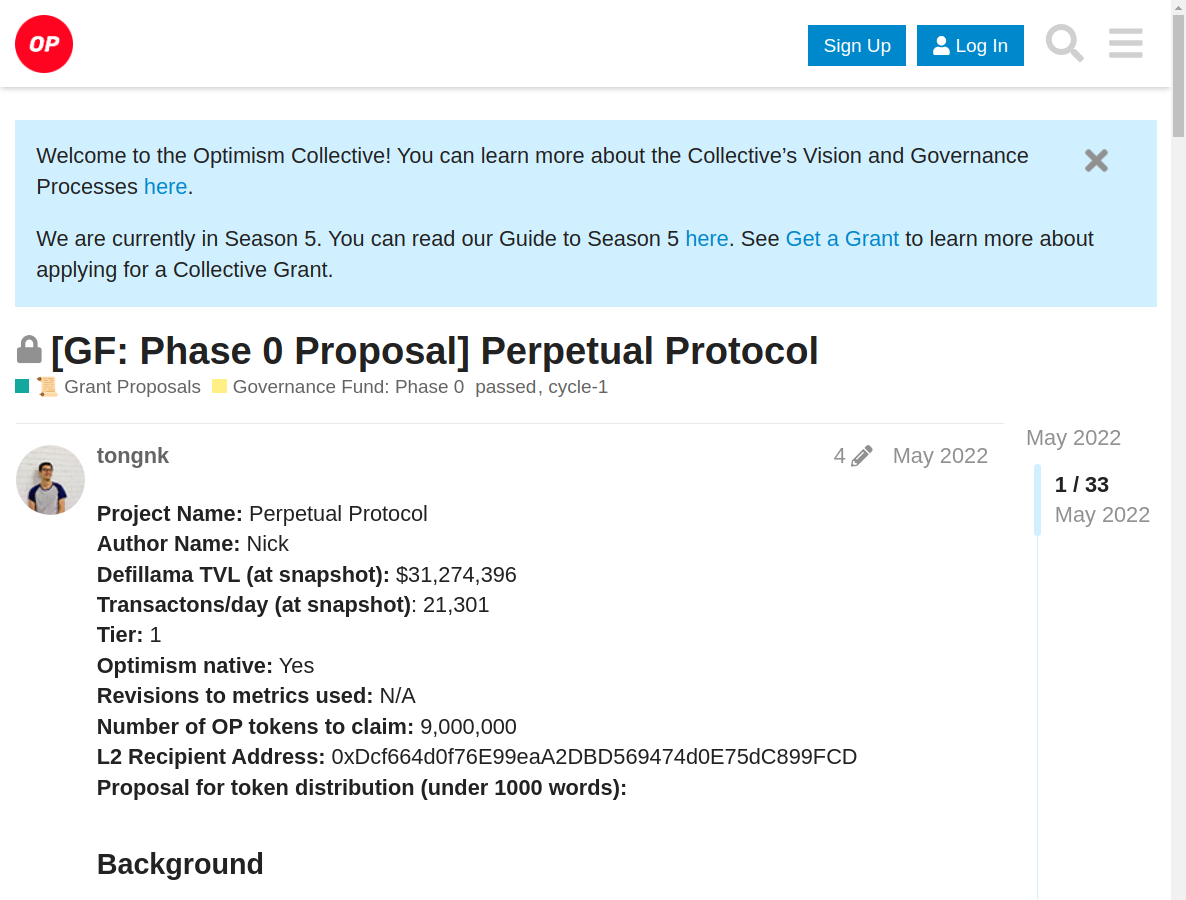 OP
Sign Up
Log In
Welcome to the Optimism Collective! You can learn more about the Collective’s Vision and Governance
Processes here.
We are currently in Season 5. You can read our Guide to Season 5 here. See Get a Grant to learn more about
applying for a Collective Grant.
[GF: Phase 0 Proposal] Perpetual Protocol
Grant Proposals Governance Fund: Phase 0 passed, cycle-1
tongnk 4 May 2022
Project Name: Perpetual Protocol
Author Name: Nick
Defillama TVL (at snapshot): $31,274,396
Transactons/day (at snapshot): 21,301
Tier: 1
Optimism native: Yes
Revisions to metrics used: N/A
Number of OP tokens to claim: 9,000,000
L2 Recipient Address: 0xDcf664d0f76E99eaA2DBD569474d0E75dC899FCD
Proposal for token distribution (under 1000 words):
Background
May 2022
1 / 33
May 2022